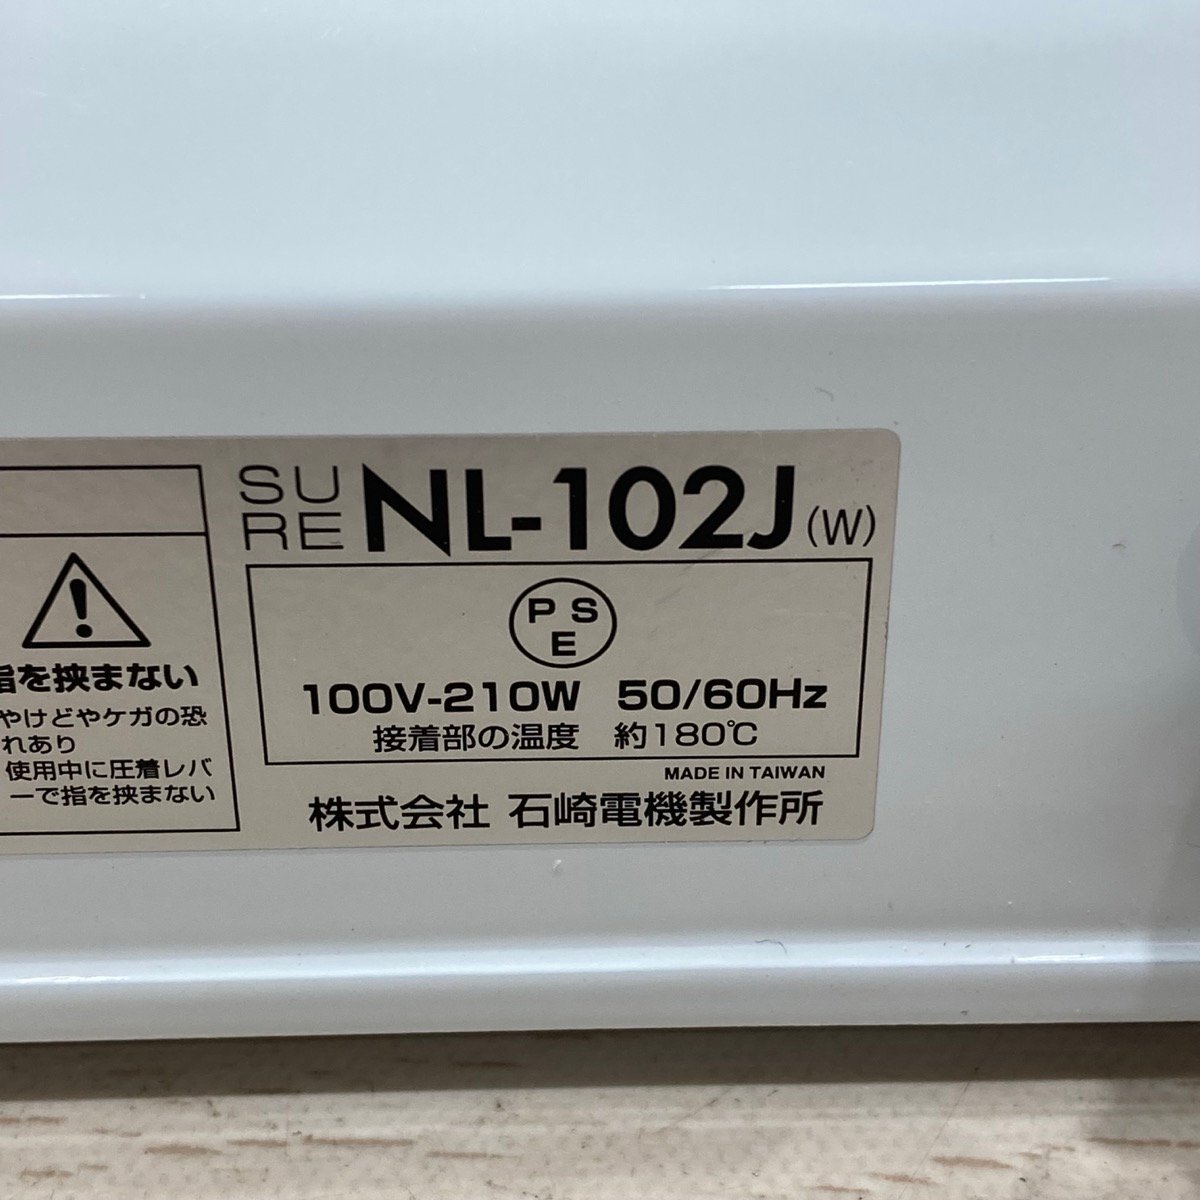 指を挟まない
やけどやケガの恐
れあり
使用中に圧着レバ
ーで指を挟まない
SURE NL-102J (W)
PSE
100V-210W 50/60Hz
接着部の温度 約180℃
MADE IN TAIWAN
株式会社 石崎電機製作所